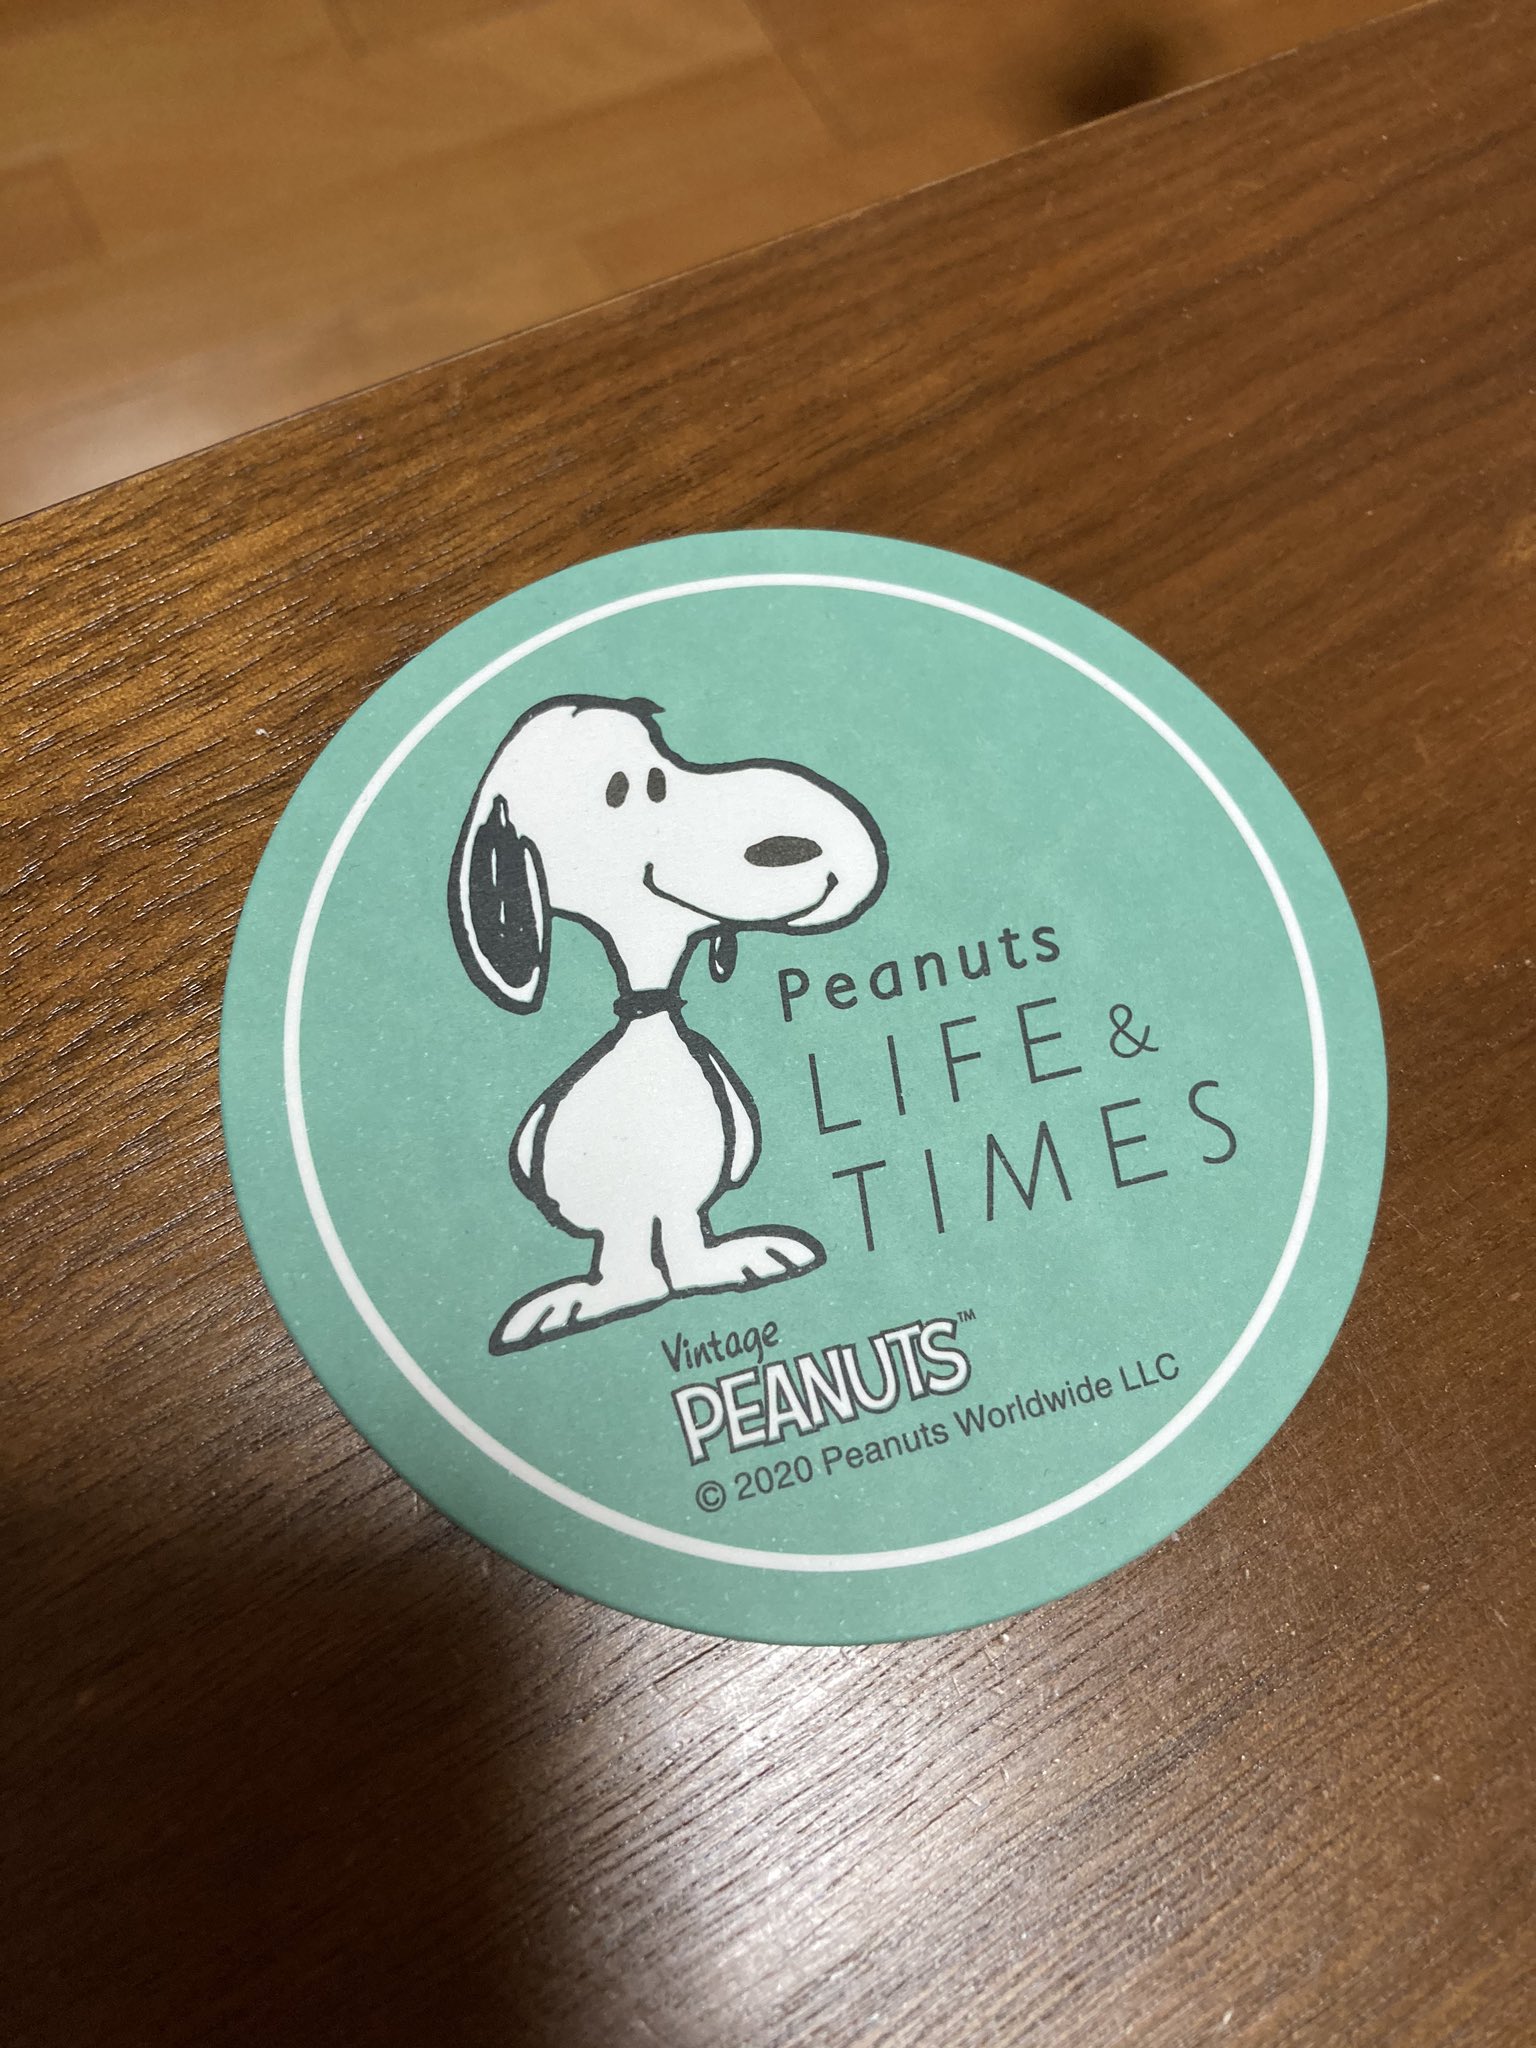 Peanuts
LIFE &
TIMES
Vintage
PEANUTS™
© 2020 Peanuts Worldwide LLC